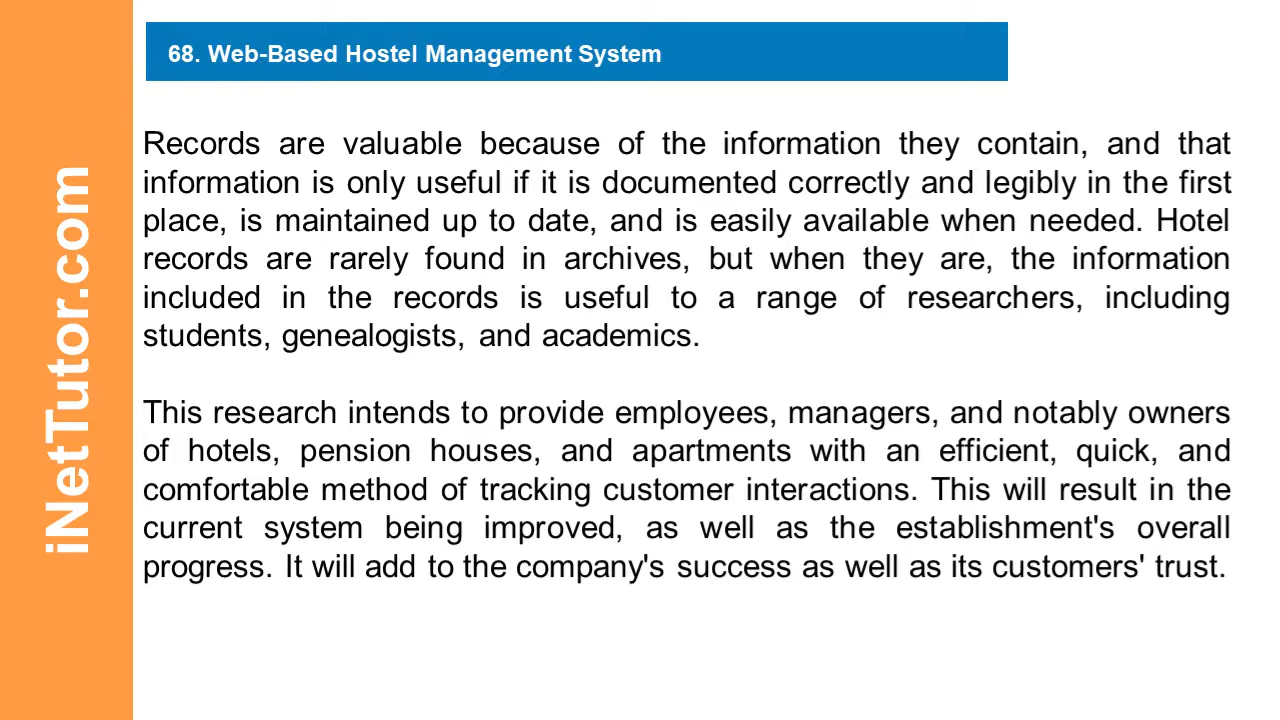 68. Web-Based Hostel Management System
iNetTutor.com
Records are valuable because of the information they contain, and that
information is only useful if it is documented correctly and legibly in the first
place, is maintained up to date, and is easily available when needed. Hotel
records are rarely found in archives, but when they are, the information
included in the records is useful to a range of researchers, including
students, genealogists, and academics.
This research intends to provide employees, managers, and notably owners
of hotels, pension houses, and apartments with an efficient, quick, and
comfortable method of tracking customer interactions. This will result in the
current system being improved, as well as the establishment's overall
progress. It will add to the company's success as well as its customers' trust.